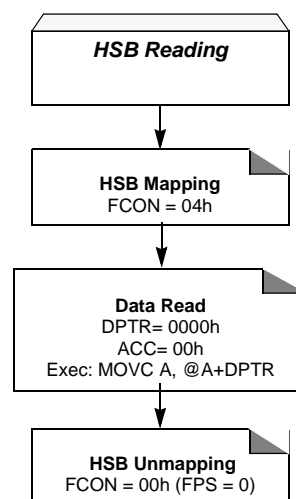 HSB Reading
HSB Mapping
FCON = 04h
Data Read
DPTR= 0000h
ACC= 00h
Exec: MOVC A, @A+DPTR
HSB Unmapping
FCON = 00h (FPS = 0)